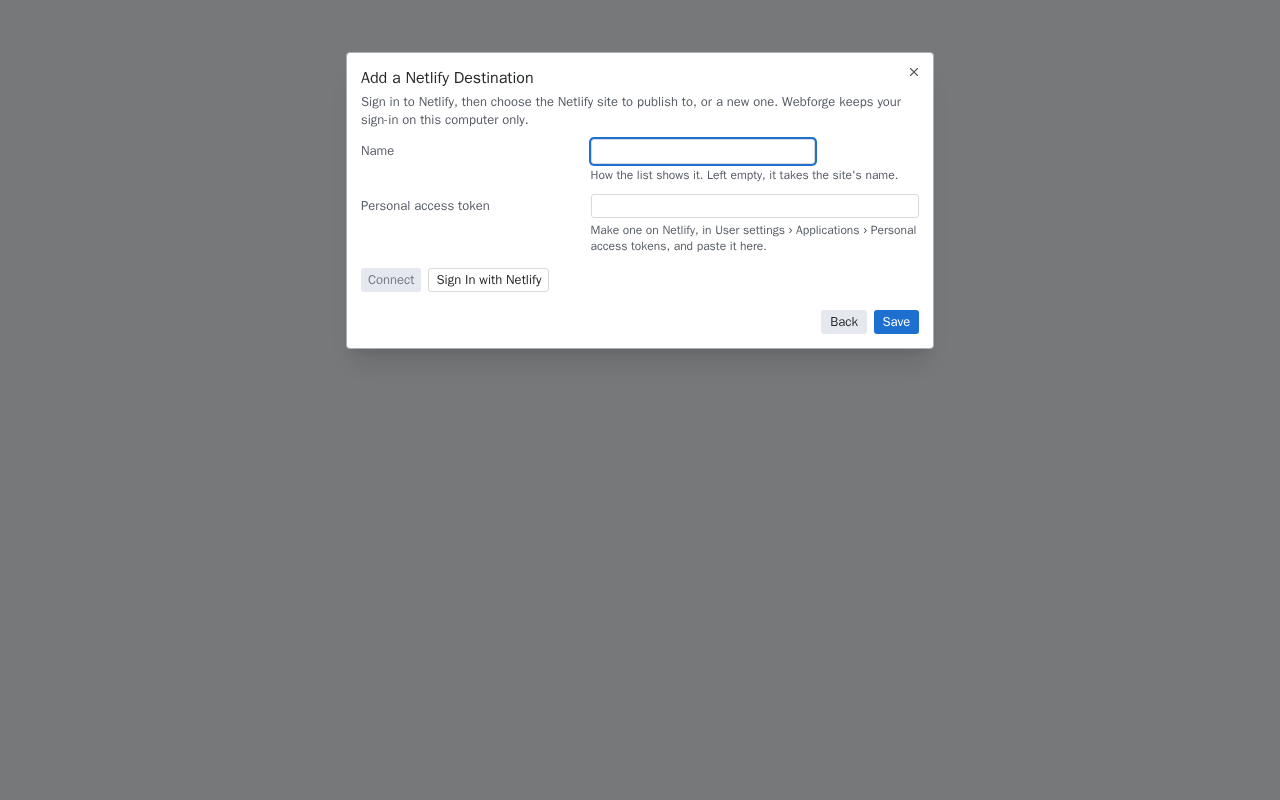 Add a Netlify Destination
Sign in to Netlify, then choose the Netlify site to publish to, or a new one. Webforge keeps your
sign-in on this computer only.
Name
How the list shows it. Left empty, it takes the site's name.
Personal access token
Make one on Netlify, in User settings › Applications › Personal
access tokens, and paste it here.
Connect
Sign In with Netlify
Back
Save